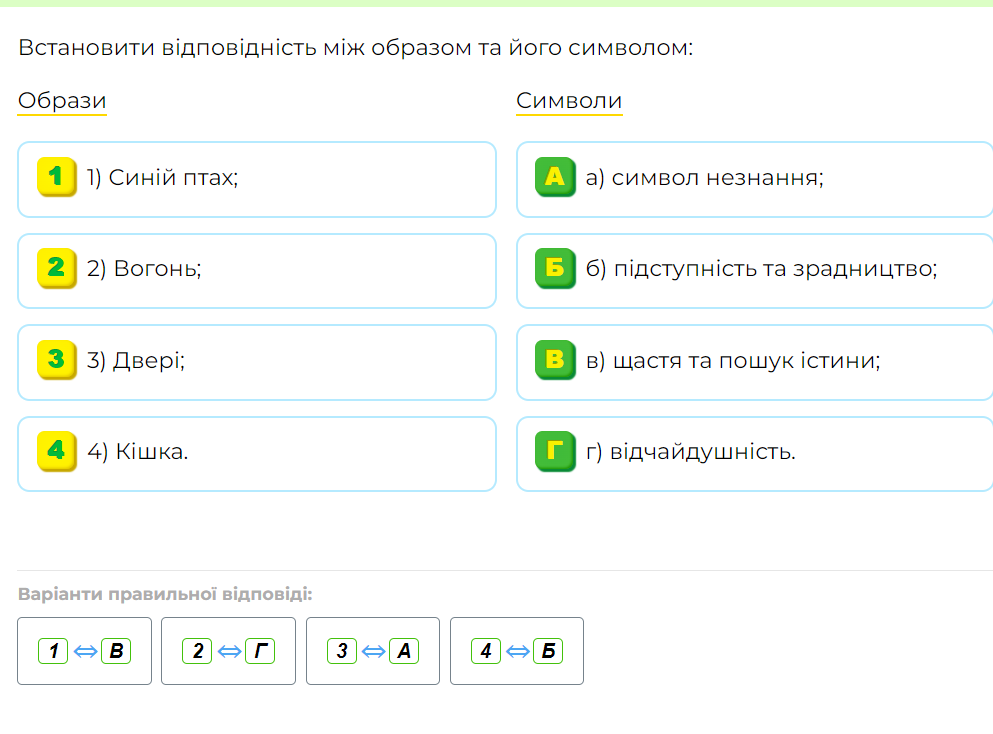 Встановити відповідність між образом та його символом:
Образи
Символи
1 1) Синій птах;
А а) символ незнання;
2 2) Вогонь;
Б б) підступність та зрадництво;
3 3) Двері;
В в) щастя та пошук істини;
4 4) Кішка.
Г г) відчайдушність.
Варіанти правильної відповіді:
1 ⇔ В 2 ⇔ Г 3 ⇔ А 4 ⇔ Б